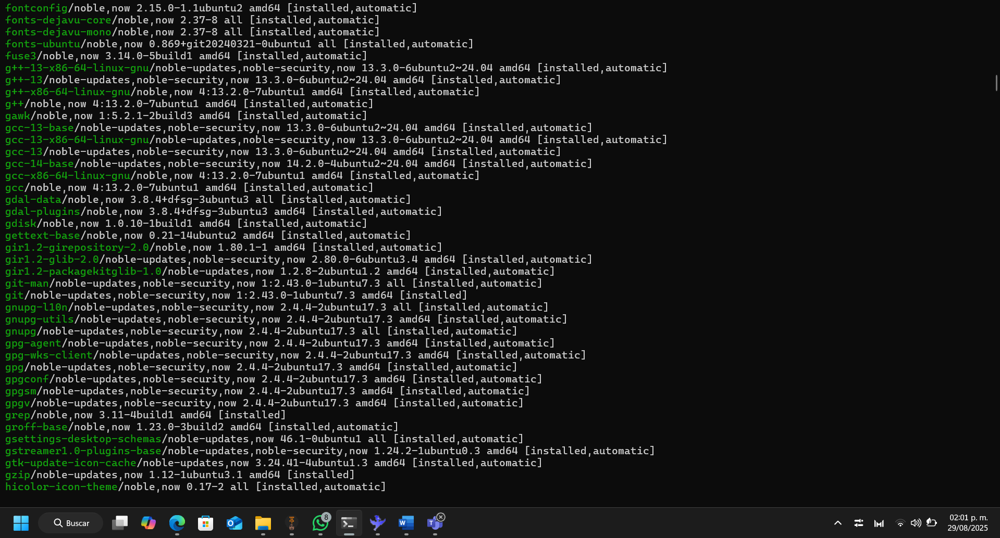 fontconfig/noble,now 2.15.0-1.1ubuntu2 amd64 [installed,automatic]
fonts-dejavu-core/noble,now 2.37-8 all [installed,automatic]
fonts-dejavu-mono/noble,now 2.37-8 all [installed,automatic]
fonts-ubuntu/noble,now 0.869+git20240321-0ubuntu1 all [installed,automatic]
fuse3/noble,now 3.14.0-5build1 amd64 [installed,automatic]
g++-13-x86-64-linux-gnu/noble-updates,noble-security,now 13.3.0-6ubuntu2~24.04 amd64 [installed,automatic]
g++-13/noble-updates,noble-security,now 13.3.0-6ubuntu2~24.04 amd64 [installed,automatic]
g++-x86-64-linux-gnu/noble,now 4:13.2.0-7ubuntu1 amd64 [installed,automatic]
g++/noble,now 4:13.2.0-7ubuntu1 amd64 [installed,automatic]
gawk/noble,now 1:5.2.1-2build3 amd64 [installed,automatic]
gcc-13-base/noble-updates,noble-security,now 13.3.0-6ubuntu2~24.04 amd64 [installed,automatic]
gcc-13-x86-64-linux-gnu/noble-updates,noble-security,now 13.3.0-6ubuntu2~24.04 amd64 [installed,automatic]
gcc-13/noble-updates,noble-security,now 13.3.0-6ubuntu2~24.04 amd64 [installed,automatic]
gcc-14-base/noble-updates,noble-security,now 14.2.0-4ubuntu2~24.04 amd64 [installed,automatic]
gcc-x86-64-linux-gnu/noble,now 4:13.2.0-7ubuntu1 amd64 [installed,automatic]
gcc/noble,now 4:13.2.0-7ubuntu1 amd64 [installed,automatic]
gdal-data/noble,now 3.8.4+dfsg-3ubuntu3 all [installed,automatic]
gdal-plugins/noble,now 3.8.4+dfsg-3ubuntu3 amd64 [installed,automatic]
gdisk/noble,now 1.0.10-1build1 amd64 [installed,automatic]
gettext-base/noble,now 0.21-14ubuntu2 amd64 [installed,automatic]
gir1.2-girepository-2.0/noble,now 1.80.1-1 amd64 [installed,automatic]
gir1.2-glib-2.0/noble-updates,noble-security,now 2.80.0-6ubuntu3.4 amd64 [installed,automatic]
gir1.2-packagekitglib-1.0/noble-updates,now 1.2.8-2ubuntu1.2 amd64 [installed,automatic]
git-man/noble-updates,noble-security,now 1:2.43.0-1ubuntu7.3 all [installed,automatic]
git/noble-updates,noble-security,now 1:2.43.0-1ubuntu7.3 amd64 [installed]
gnupg-l10n/noble-updates,noble-security,now 2.4.4-2ubuntu17.3 all [installed,automatic]
gnupg-utils/noble-updates,noble-security,now 2.4.4-2ubuntu17.3 amd64 [installed,automatic]
gnupg/noble-updates,noble-security,now 2.4.4-2ubuntu17.3 all [installed,automatic]
gpg-agent/noble-updates,noble-security,now 2.4.4-2ubuntu17.3 amd64 [installed,automatic]
gpg-wks-client/noble-updates,noble-security,now 2.4.4-2ubuntu17.3 amd64 [installed,automatic]
gpg/noble-updates,noble-security,now 2.4.4-2ubuntu17.3 amd64 [installed,automatic]
gpgconf/noble-updates,noble-security,now 2.4.4-2ubuntu17.3 amd64 [installed,automatic]
gpgsm/noble-updates,noble-security,now 2.4.4-2ubuntu17.3 amd64 [installed,automatic]
gpgv/noble-updates,noble-security,now 2.4.4-2ubuntu17.3 amd64 [installed,automatic]
grep/noble,now 3.11-4build1 amd64 [installed]
groff-base/noble,now 1.23.0-3build2 amd64 [installed,automatic]
gsettings-desktop-schemas/noble-updates,now 46.1-0ubuntu1 all [installed,automatic]
gstreamer1.0-plugins-base/noble-updates,noble-security,now 1.24.2-1ubuntu0.3 amd64 [installed,automatic]
gtk-update-icon-cache/noble-updates,now 3.24.41-4ubuntu1.3 amd64 [installed,automatic]
gzip/noble-updates,now 1.12-1ubuntu3.1 amd64 [installed]
hicolor-icon-theme/noble,now 0.17-2 all [installed,automatic]
Buscar
8
02:01 p. m.
29/08/2025